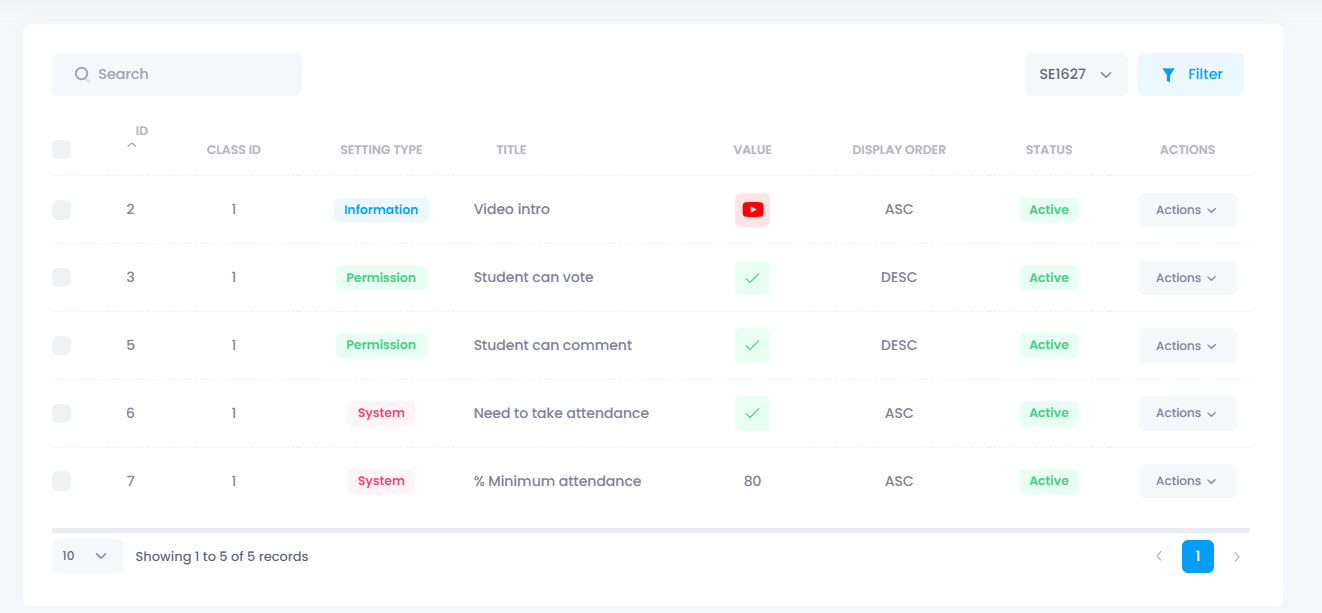 Search SE1627 Filter
ID CLASS ID SETTING TYPE TITLE VALUE DISPLAY ORDER STATUS ACTIONS
2 1 Information Video intro ASC Active Actions
3 1 Permission Student can vote DESC Active Actions
5 1 Permission Student can comment DESC Active Actions
6 1 System Need to take attendance ASC Active Actions
7 1 System % Minimum attendance 80 ASC Active Actions
10 Showing 1 to 5 of 5 records 1